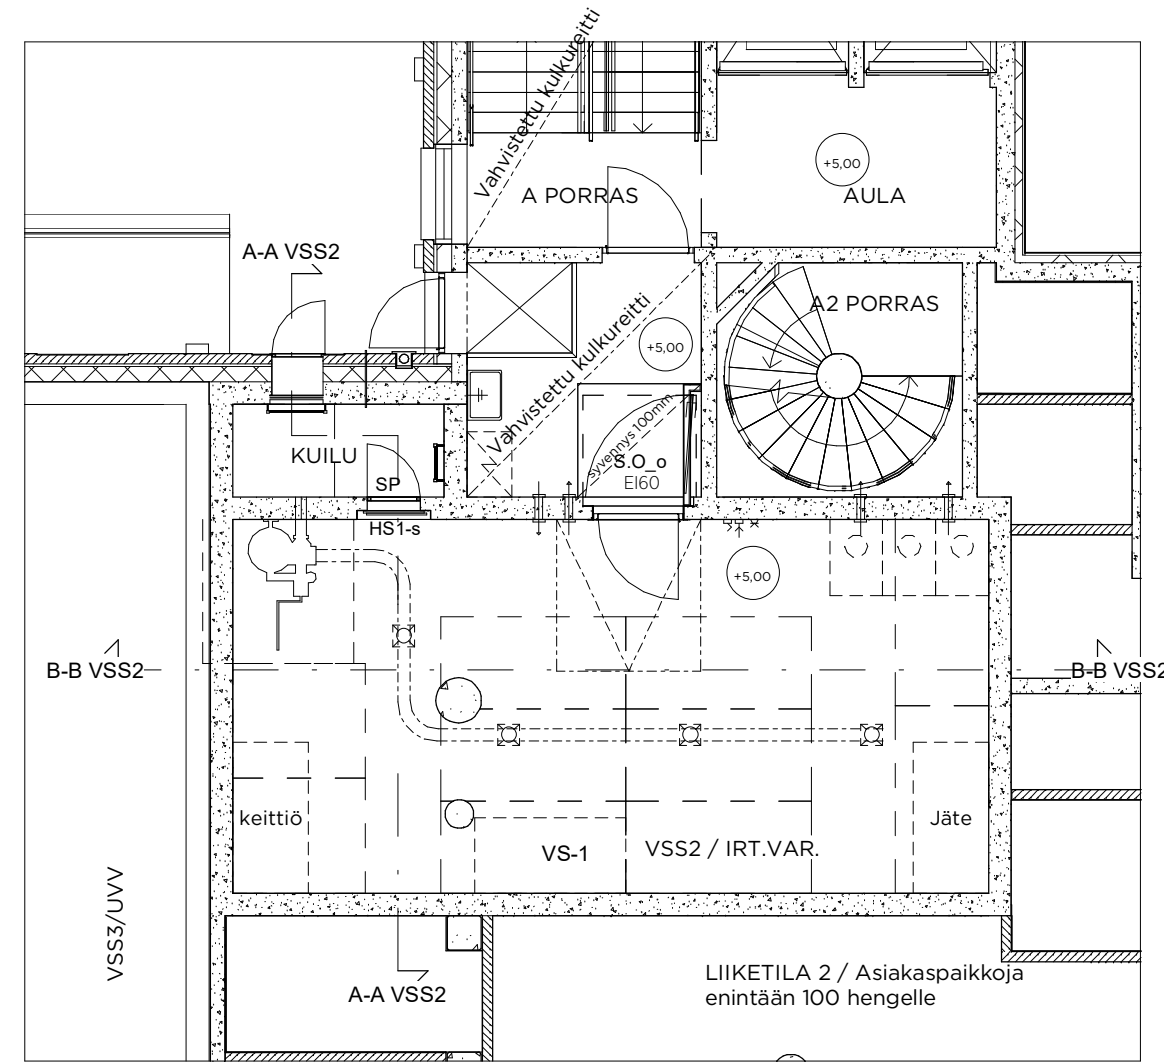 Vahvistettu kulkureitti
A PORRAS
+5,00
AULA
A-A VSS2
A2 PORRAS
+5,00
Vahvistettu kulkureitti
syvennys 100mm
S.O_o
EI60
KUILU
SP
HS1-s
+5,00
B-B VSS2
B-B VSS2
keittiö
Jäte
VS-1
VSS2 / IRT.VAR.
VSS3/UVV
A-A VSS2
LIIKETILA 2 / Asiakaspaikkoja
enintään 100 hengelle